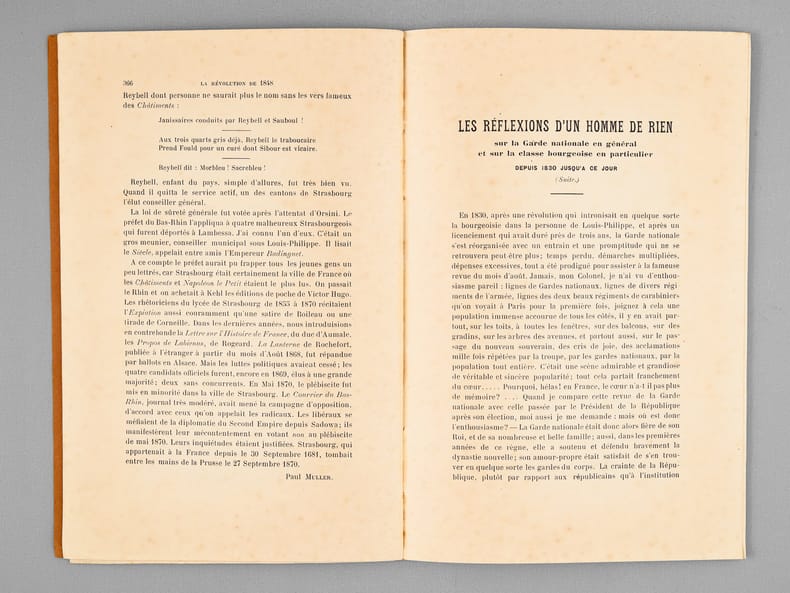 366
LA RÉVOLUTION DE 1848
Reybell dont personne ne saurait plus le nom sans les vers fameux
des Châtiments :
Janissaires conduits par Reybell et Sauboul !
Aux trois quarts gris déjà, Reybell le traboucaire
Prend Fould pour un curé dont Sibour est vicaire.
Reybell dit : Morbleu ! Sacrebleu !
Reybell, enfant du pays, simple d'allures, fut très bien vu.
Quand il quitta le service actif, un des cantons de Strasbourg
l'élut conseiller général.
La loi de sûreté générale fut votée après l'attentat d'Orsini. Le
préfet du Bas-Rhin l'appliqua à quatre malheureux Strasbourgeois
qui furent déportés à Lambessa. J'ai connu l'un d'eux. C'était un
gros meunier, conseiller municipal sous Louis-Philippe. Il lisait
le Siècle, appelait entre amis l'Empereur Badinguet.
A ce compte le préfet aurait pu frapper tous les jeunes gens un
peu lettrés, car Strasbourg était certainement la ville de France où
les Châtiments et Napoléon le Petit étaient le plus lus. On passait
le Rhin et on achetait à Kehl les éditions de poche de Victor Hugo.
Les rhétoriciens du lycée de Strasbourg de 1855 à 1870 récitaient
l'Expiation aussi couramment qu'une satire de Boileau ou une
tirade de Corneille. Dans les dernières années, nous introduisions
en contrebande la Lettre sur l'Histoire de France, du duc d'Aumale,
les Propos de Labienus, de Rogeard. La Lanterne de Rochefort,
publiée à l'étranger à partir du mois d'Août 1868, fut répandue
par ballots en Alsace. Mais les luttes politiques avaient cessé ; les
quatre candidats officiels furent, encore en 1869, élus à une grande
majorité ; deux sans concurrents. En Mai 1870, le plébiscite fut
mis en minorité dans la ville de Strasbourg. Le Courrier du Bas-
Rhin, journal très modéré, avait mené la campagne d'opposition,
d'accord avec ceux qu'on appelait les radicaux. Les libéraux se
méfiaient de la diplomatie du Second Empire depuis Sadowa ; ils
manifestèrent leur mécontentement en votant non au plébiscite
de mai 1870. Leurs inquiétudes étaient justifiées. Strasbourg, qui
appartenait à la France depuis le 30 Septembre 1681, tombait
entre les mains de la Prusse le 27 Septembre 1870.
Paul MULLER.
LES RÉFLEXIONS D'UN HOMME DE RIEN
sur la Garde nationale en général
et sur la classe bourgeoise en particulier
DEPUIS 1830 JUSQU'A CE JOUR
(Suite.)
En 1830, après une révolution qui intronisait en quelque sorte
la bourgeoisie dans la personne de Louis-Philippe, et après un
licenciement qui avait duré près de trois ans, la Garde nationale
s'est réorganisée avec un entrain et une promptitude qui ne se
retrouvera peut être plus ; temps perdu, démarches multipliées,
dépenses excessives, tout a été prodigué pour assister à la fameuse
revue du mois d'août. Jamais, mon Colonel, je n'ai vu d'enthou-
siasme pareil : lignes de Gardes nationales, lignes de divers régi
ments de l'armée, lignes des deux beaux régiments de carabiniers
qu'on voyait à Paris pour la première fois, joignez à cela une
population immense accourue de tous les côtés, il y en avait par-
tout, sur les toits, à toutes les fenêtres, sur des balcons, sur des
gradins, sur les arbres des avenues, et partout aussi, sur le pas-
sage du nouveau souverain, des cris de joie, des acclamations
mille fois répétées par la troupe, par les gardes nationaux, par la
population tout entière. C'était une scène admirable et grandiose
de véritable et sincère popularité ; tout cela partait franchement
du cœur..... Pourquoi, hélas ! en France, le cœur n'a-t il pas plus
de mémoire? .... Quand je compare cette revue de la Garde
nationale avec celle passée par le Président de la République
après son élection, moi aussi je me demande : mais où est donc
l'enthousiasme? — La Garde nationale était donc alors fière de son
Roi, et de sa nombreuse et belle famille ; aussi, dans les premières
années de ce règne, elle a soutenu et défendu bravement la
dynastie nouvelle ; son amour-propre était satisfait de s'en trou-
ver en quelque sorte les gardes du corps. La crainte de la Répu-
blique, plutôt par rapport aux républicains qu'à l'institution